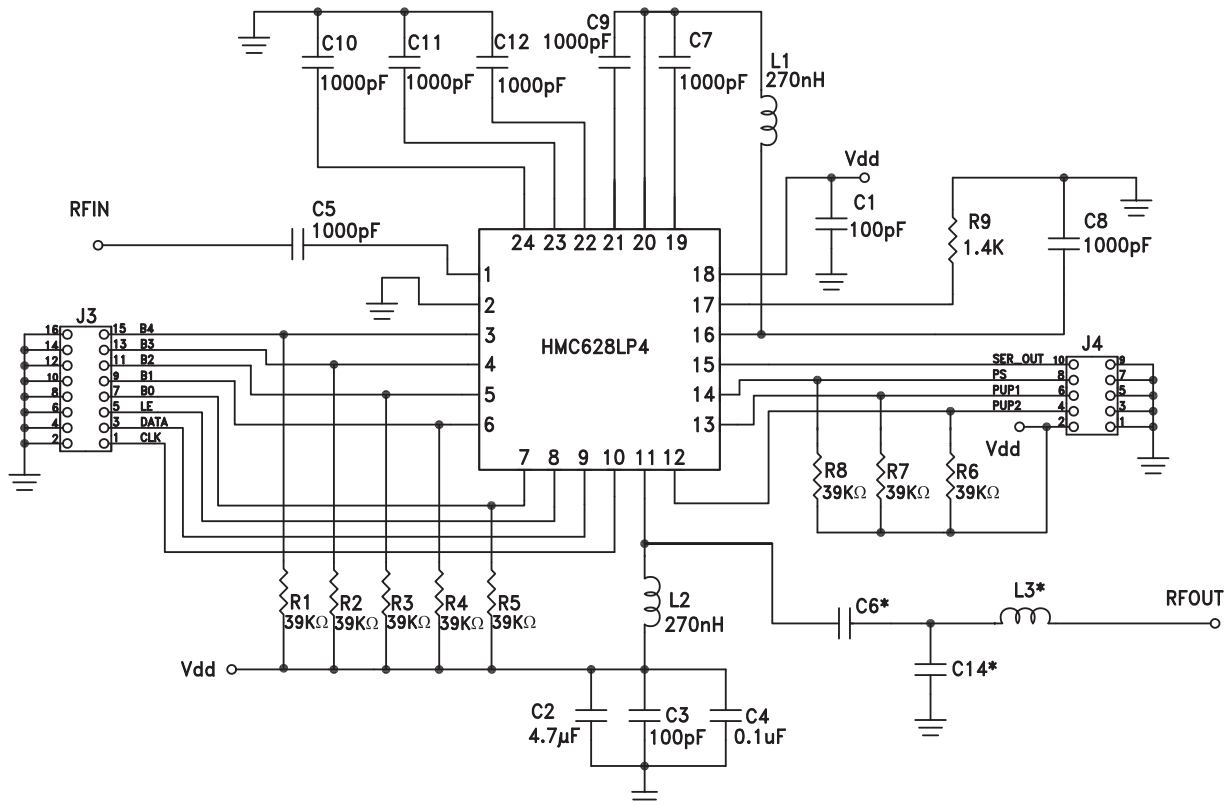 C10
1000pF
C11
1000pF
C12
1000pF
C9
1000pF
C7
1000pF
L1
270nH
Vdd
C1
100pF
R9
1.4K
C8
1000pF
RFIN
C5
1000pF
24 23 22 21 20 19
1
2
3
4
5
6
18
17
16
15
14
13
HMC628LP4
7 8 9 10 11 12
J3
16 15 B4
14 13 B3
12 11 B2
10 9 B1
8 7 B0
6 5 LE
4 3 DATA
2 1 CLK
J4
SER_OUT 10 9
PS 8 7
PUP1 6 5
PUP2 4 3
2 1
Vdd
R8
39KΩ
R7
39KΩ
R6
39KΩ
R1
39KΩ
R2
39KΩ
R3
39KΩ
R4
39KΩ
R5
39KΩ
L2
270nH
C6*
L3*
RFOUT
C14*
Vdd
C2
4.7μF
C3
100pF
C4
0.1uF